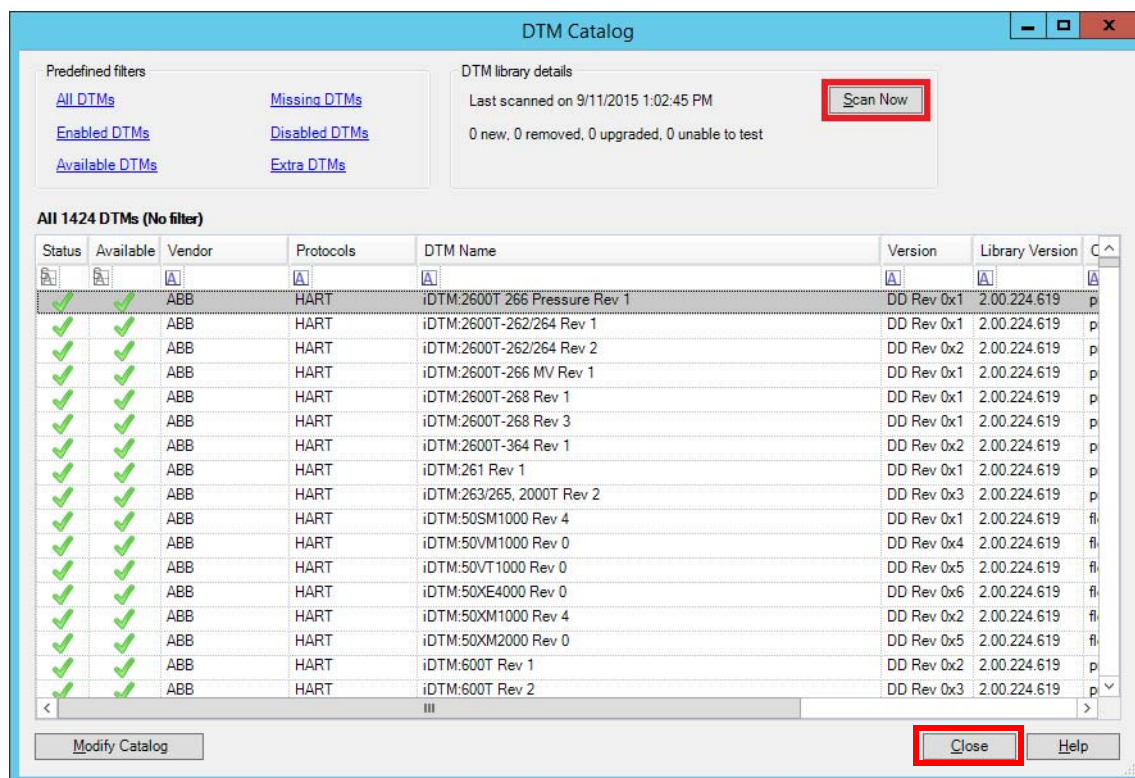 DTM Catalog
Predefined filters
All DTMs Missing DTMs
Enabled DTMs Disabled DTMs
Available DTMs Extra DTMs
DTM library details
Last scanned on 9/11/2015 1:02:45 PM Scan Now
0 new, 0 removed, 0 upgraded, 0 unable to test
All 1424 DTMs (No filter)
Status Available Vendor Protocols DTM Name Version Library Version
ABB HART iDTM:2600T 266 Pressure Rev 1 DD Rev 0x1 2.00.224.619
ABB HART iDTM:2600T-262/264 Rev 1 DD Rev 0x1 2.00.224.619
ABB HART iDTM:2600T-262/264 Rev 2 DD Rev 0x2 2.00.224.619
ABB HART iDTM:2600T-266 MV Rev 1 DD Rev 0x1 2.00.224.619
ABB HART iDTM:2600T-268 Rev 1 DD Rev 0x1 2.00.224.619
ABB HART iDTM:2600T-268 Rev 3 DD Rev 0x1 2.00.224.619
ABB HART iDTM:2600T-364 Rev 1 DD Rev 0x2 2.00.224.619
ABB HART iDTM:261 Rev 1 DD Rev 0x1 2.00.224.619
ABB HART iDTM:263/265, 2000T Rev 2 DD Rev 0x3 2.00.224.619
ABB HART iDTM:50SM1000 Rev 4 DD Rev 0x1 2.00.224.619
ABB HART iDTM:50VM1000 Rev 0 DD Rev 0x4 2.00.224.619
ABB HART iDTM:50VT1000 Rev 0 DD Rev 0x5 2.00.224.619
ABB HART iDTM:50XE4000 Rev 0 DD Rev 0x6 2.00.224.619
ABB HART iDTM:50XM1000 Rev 4 DD Rev 0x2 2.00.224.619
ABB HART iDTM:50XM2000 Rev 0 DD Rev 0x5 2.00.224.619
ABB HART iDTM:600T Rev 1 DD Rev 0x2 2.00.224.619
ABB HART iDTM:600T Rev 2 DD Rev 0x3 2.00.224.619
Modify Catalog Close Help